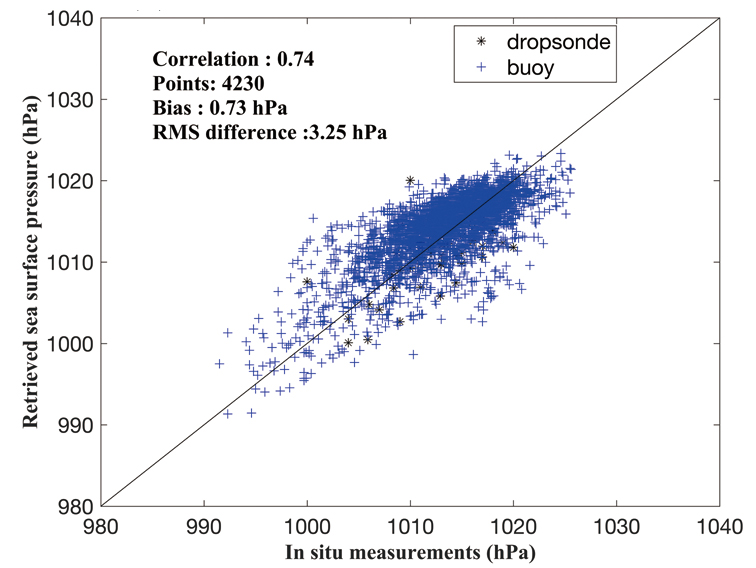 1040
1030
1020
1010
1000
990
980
Retrieved sea surface pressure (hPa)
Correlation : 0.74
Points: 4230
Bias : 0.73 hPa
RMS difference :3.25 hPa
dropsonde
buoy
980 990 1000 1010 1020 1030 1040
In situ measurements (hPa)